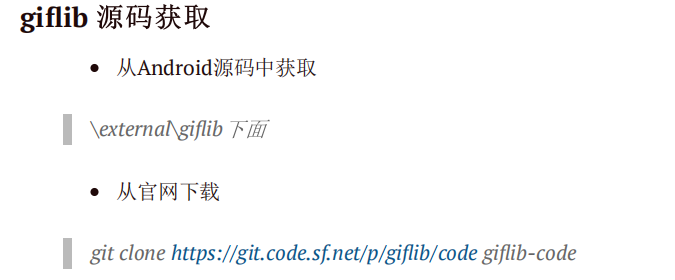 giflib 源码获取
从Android源码中获取
\external\giflib 下面
从官网下载
git clone https://git.code.sf.net/p/giflib/code giflib-code